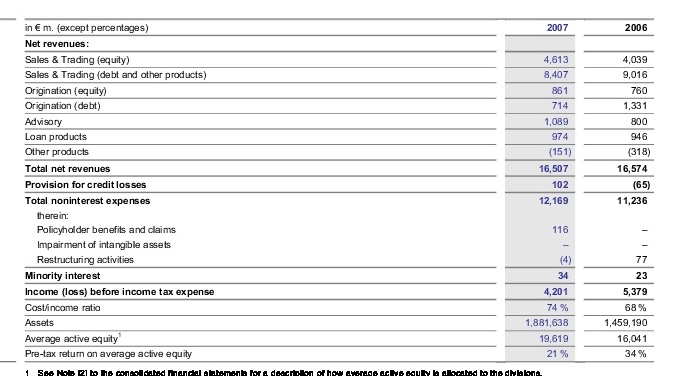 in € m. (except percentages) 2007 2006
Net revenues:
Sales & Trading (equity) 4,613 4,039
Sales & Trading (debt and other products) 8,407 9,016
Origination (equity) 861 760
Origination (debt) 714 1,331
Advisory 1,089 800
Loan products 974 946
Other products (151) (318)
Total net revenues 16,507 16,574
Provision for credit losses 102 (65)
Total noninterest expenses 12,169 11,236
therein:
Policyholder benefits and claims 116 –
Impairment of intangible assets – –
Restructuring activities (4) 77
Minority interest 34 23
Income (loss) before income tax expense 4,201 5,379
Cost/income ratio 74 % 68 %
Assets 1,881,638 1,459,190
Average active equity1 19,619 16,041
Pre-tax return on average active equity 21 % 34 %
1 See Note [2] to the consolidated financial statements for a description of how average active equity is allocated to the divisions.